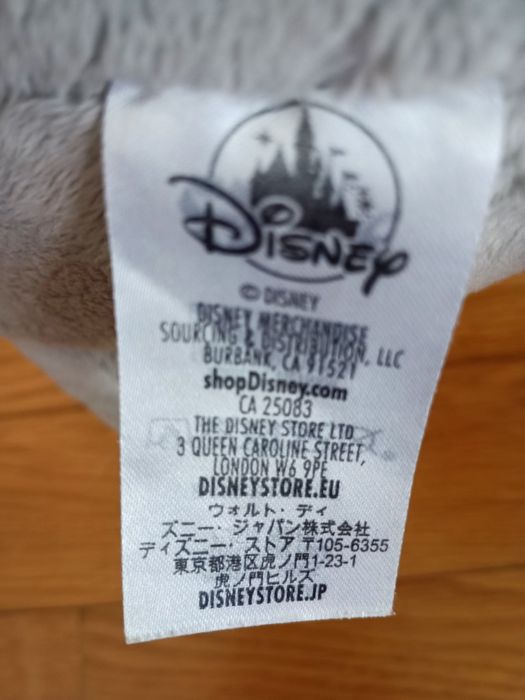 Disney
© DISNEY
DISNEY MERCHANDISE
SOURCING & DISTRIBUTION, LLC
BURBANK, CA 91521
shopDisney.com
CA 25083
THE DISNEY STORE LTD
3 QUEEN CAROLINE STREET,
LONDON W6 9PE
DISNEYSTORE.EU
ウォルト・ディ
ズニー・ジャパン株式会社
ディズニー・ストア 〒105-6355
東京都港区虎ノ門1-23-1
虎ノ門ヒルズ
DISNEYSTORE.JP